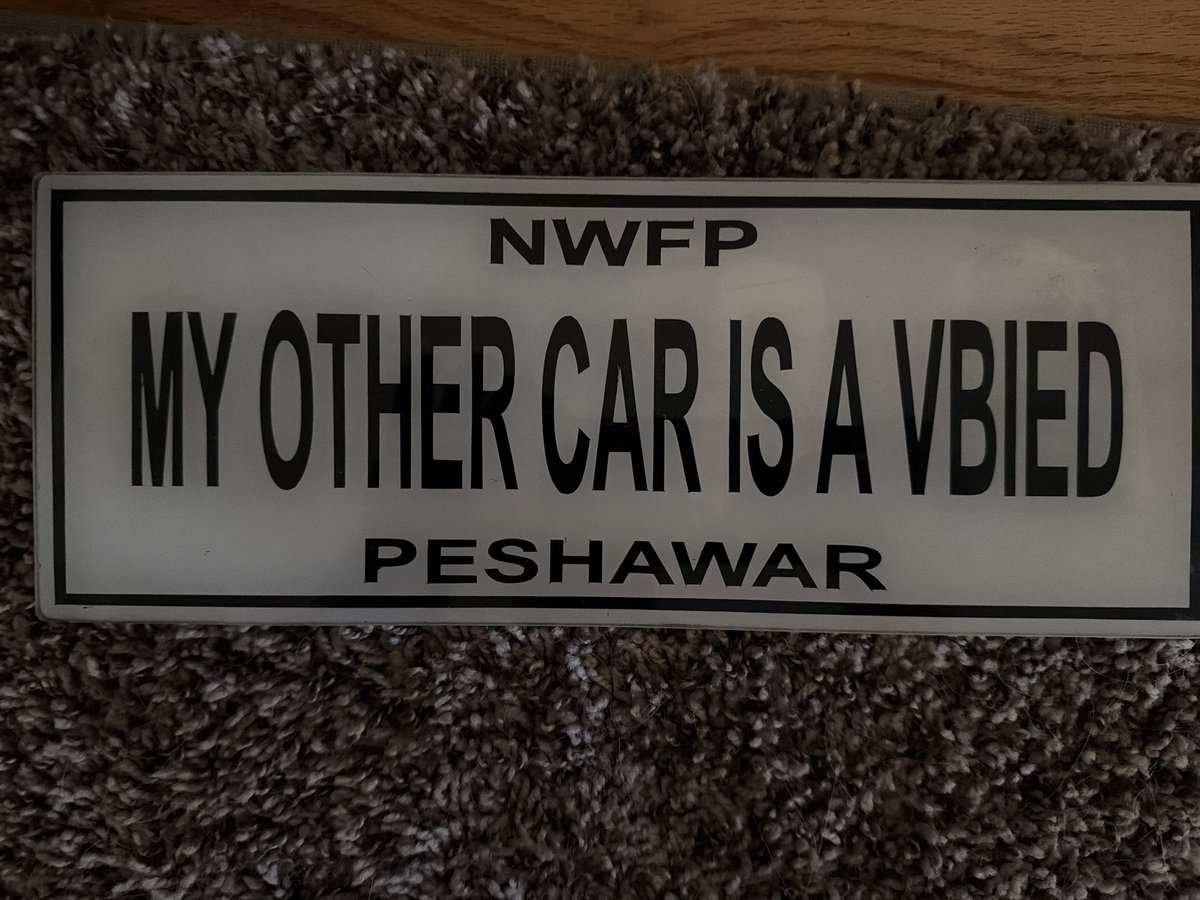 NWFP
MY OTHER CAR IS A VBIED
PESHAWAR